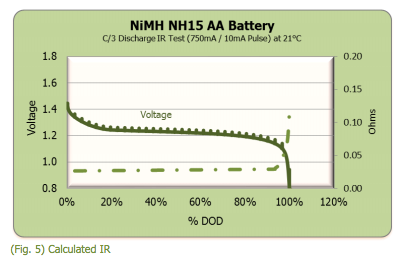 NiMH NH15 AA Battery
C/3 Discharge IR Test (750mA / 10mA Pulse) at 21°C
1.8
1.6
1.4
1.2
1.0
0.8
Voltage
Voltage
0.20
0.15
0.10
0.05
0.00
Ohms
0% 20% 40% 60% 80% 100% 120%
% DOD
(Fig. 5) Calculated IR